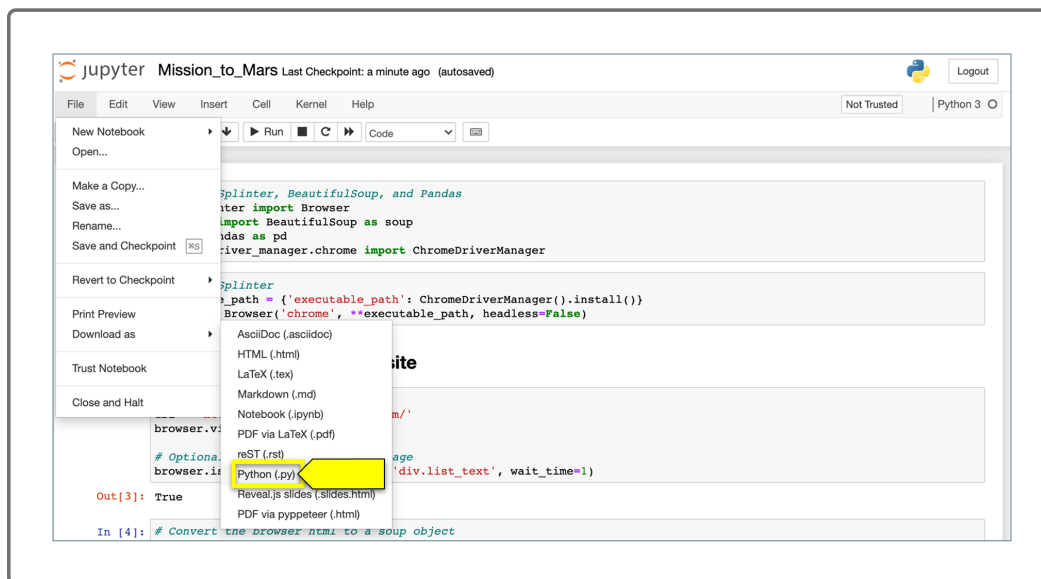 jupyter Mission_to_Mars Last Checkpoint: a minute ago (autosaved) Logout
File Edit View Insert Cell Kernel Help Not Trusted Python 3
Run Code
New Notebook
Open...
Make a Copy...
Save as...
Rename...
Save and Checkpoint ⌘S
Revert to Checkpoint
Print Preview
Download as
Trust Notebook
Close and Halt
AsciiDoc (.asciidoc)
HTML (.html)
LaTeX (.tex)
Markdown (.md)
Notebook (.ipynb)
PDF via LaTeX (.pdf)
reST (.rst)
Python (.py)
Reveal.js slides (.slides.html)
PDF via pyppeteer (.html)
Splinter, BeautifulSoup, and Pandas
nter import Browser
import BeautifulSoup as soup
ndas as pd
river_manager.chrome import ChromeDriverManager
Splinter
e_path = {'executable_path': ChromeDriverManager().install()}
Browser('chrome', **executable_path, headless=False)
site
m/'
browser.vi
# Optiona age
browser.is 'div.list_text', wait_time=1)
Out[3]: True
In [4]: # Convert the browser html to a soup object